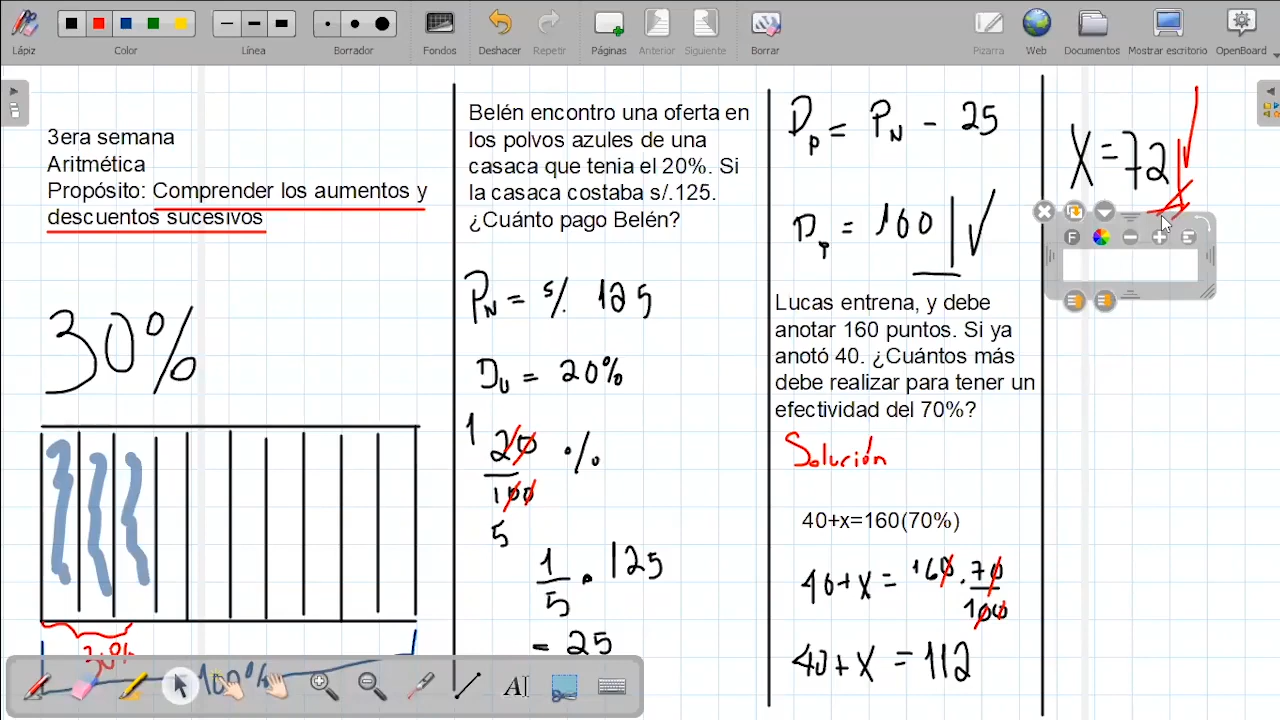 Lápiz
Color
Línea
Borrador
Fondos
Deshacer
Repetir
Páginas
Anterior
Siguiente
Borrar
Pizarra
Web
Documentos
Mostrar escritorio
OpenBoard
3era semana
Aritmética
Propósito: Comprender los aumentos y
descuentos sucesivos
30%
30%
100%
Belén encontro una oferta en
los polvos azules de una
casaca que tenia el 20%. Si
la casaca costaba s/.125.
¿Cuánto pago Belén?
PN = s/. 125
DU = 20%
1
20 %
100
5
1 . 125
5
= 25
DP = PN - 25
DP = 100
Lucas entrena, y debe
anotar 160 puntos. Si ya
anotó 40. ¿Cuántos más
debe realizar para tener un
efectividad del 70%?
Solución
40+x=160(70%)
40+x = 160 . 70
100
40+x = 112
X = 72
F
AI